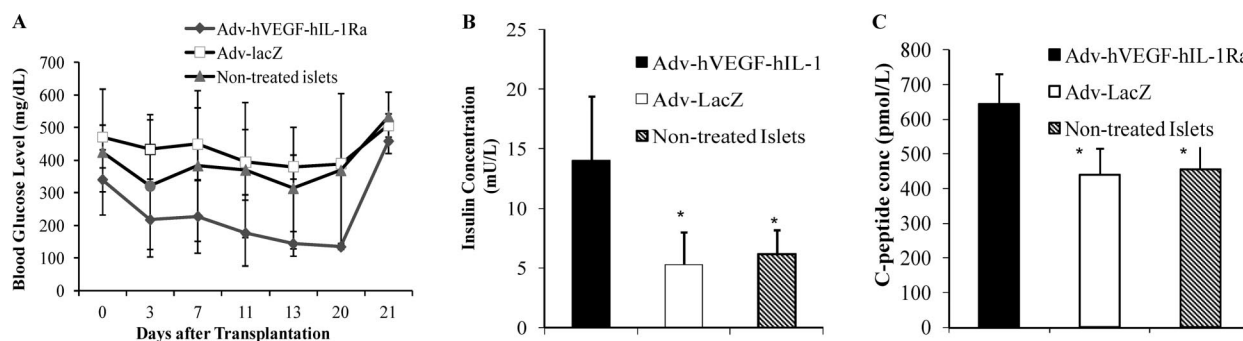 A
Adv-hVEGF-hIL-1Ra
Adv-lacZ
Non-treated islets
Blood Glucose Level (mg/dL)
700
600
500
400
300
200
100
0
0 3 7 11 13 20 21
Days after Transplantation
B
Adv-hVEGF-hIL-1
Adv-LacZ
Non-treated Islets
Insulin Concentration
(mU/L)
25
20
15
10
5
0
*
*
C
Adv-hVEGF-hIL-1Ra
Adv-LacZ
Non-treated Islets
C-peptide conc (pmol/L)
800
700
600
500
400
300
200
100
0
*
*